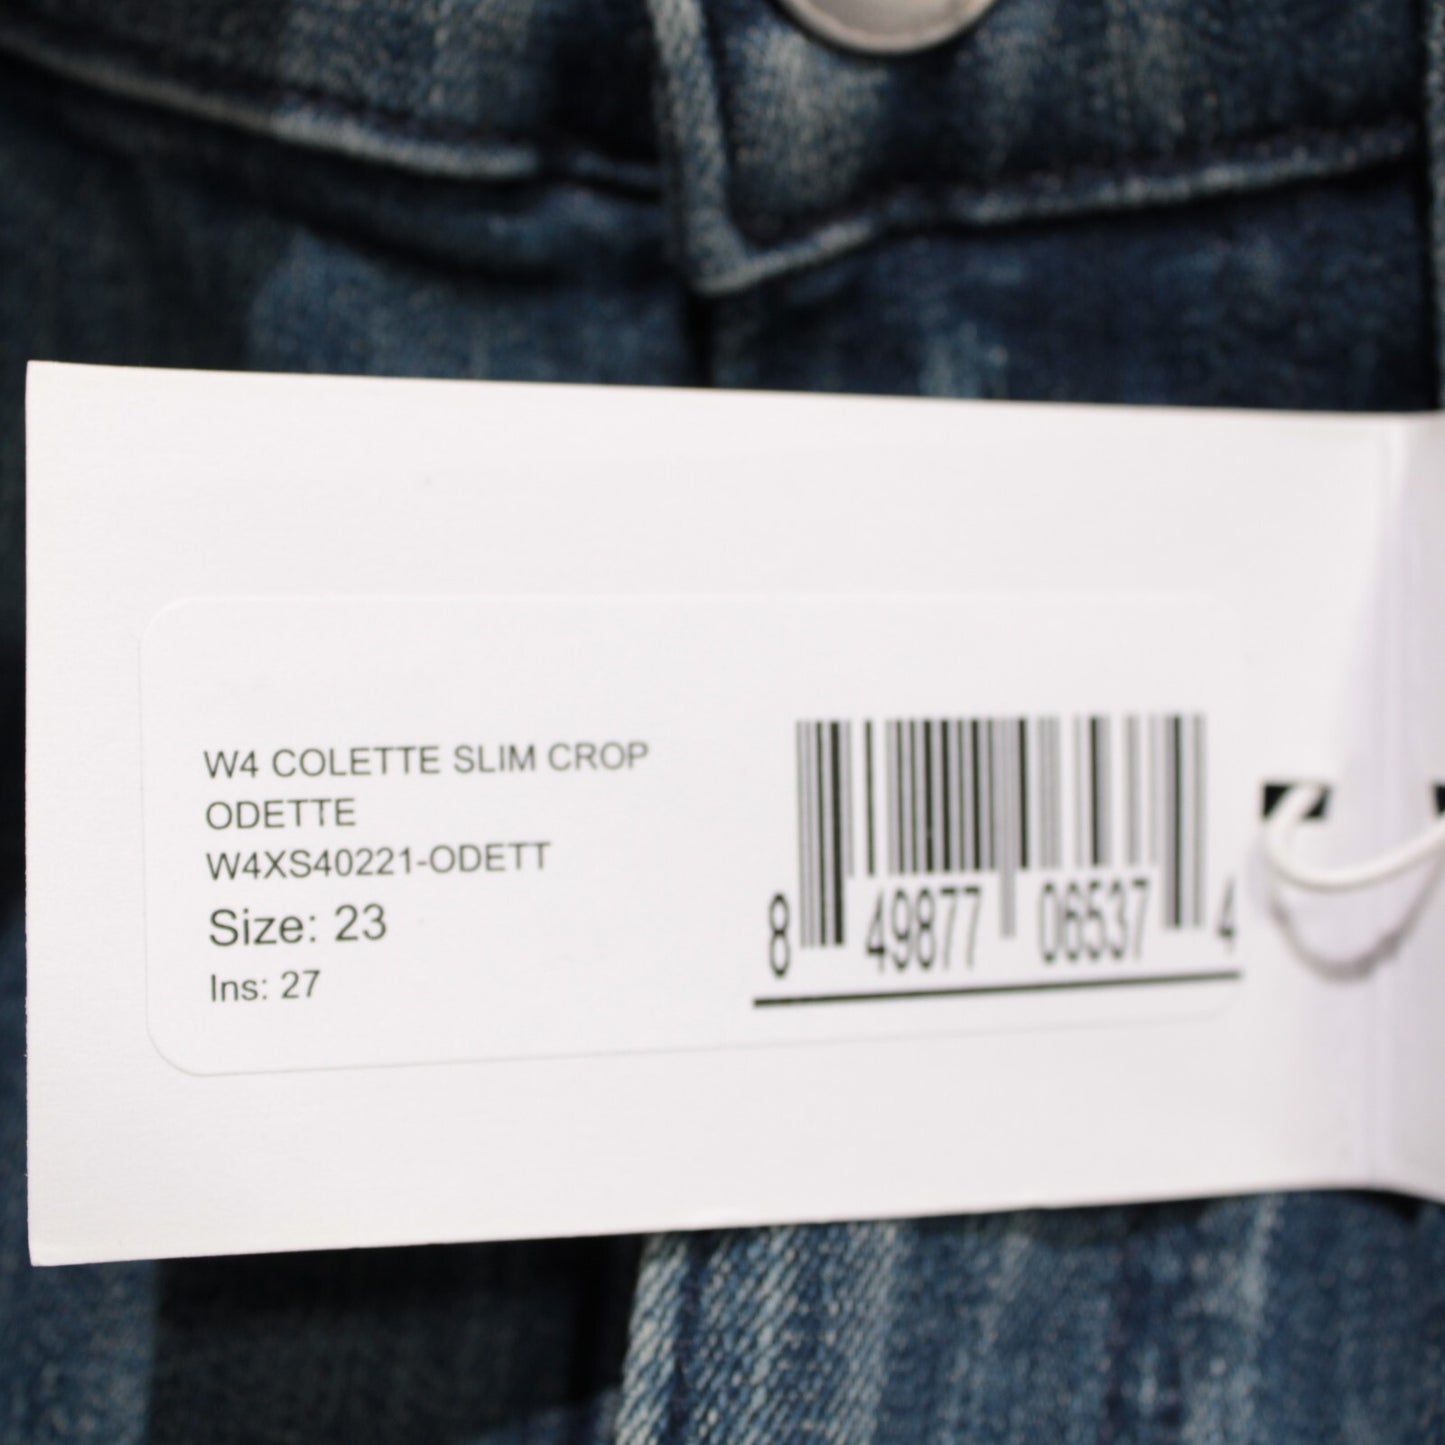 W4 COLETTE SLIM CROP
ODETTE
W4XS40221-ODETT
Size: 23
Ins: 27
8 49877 06537 4